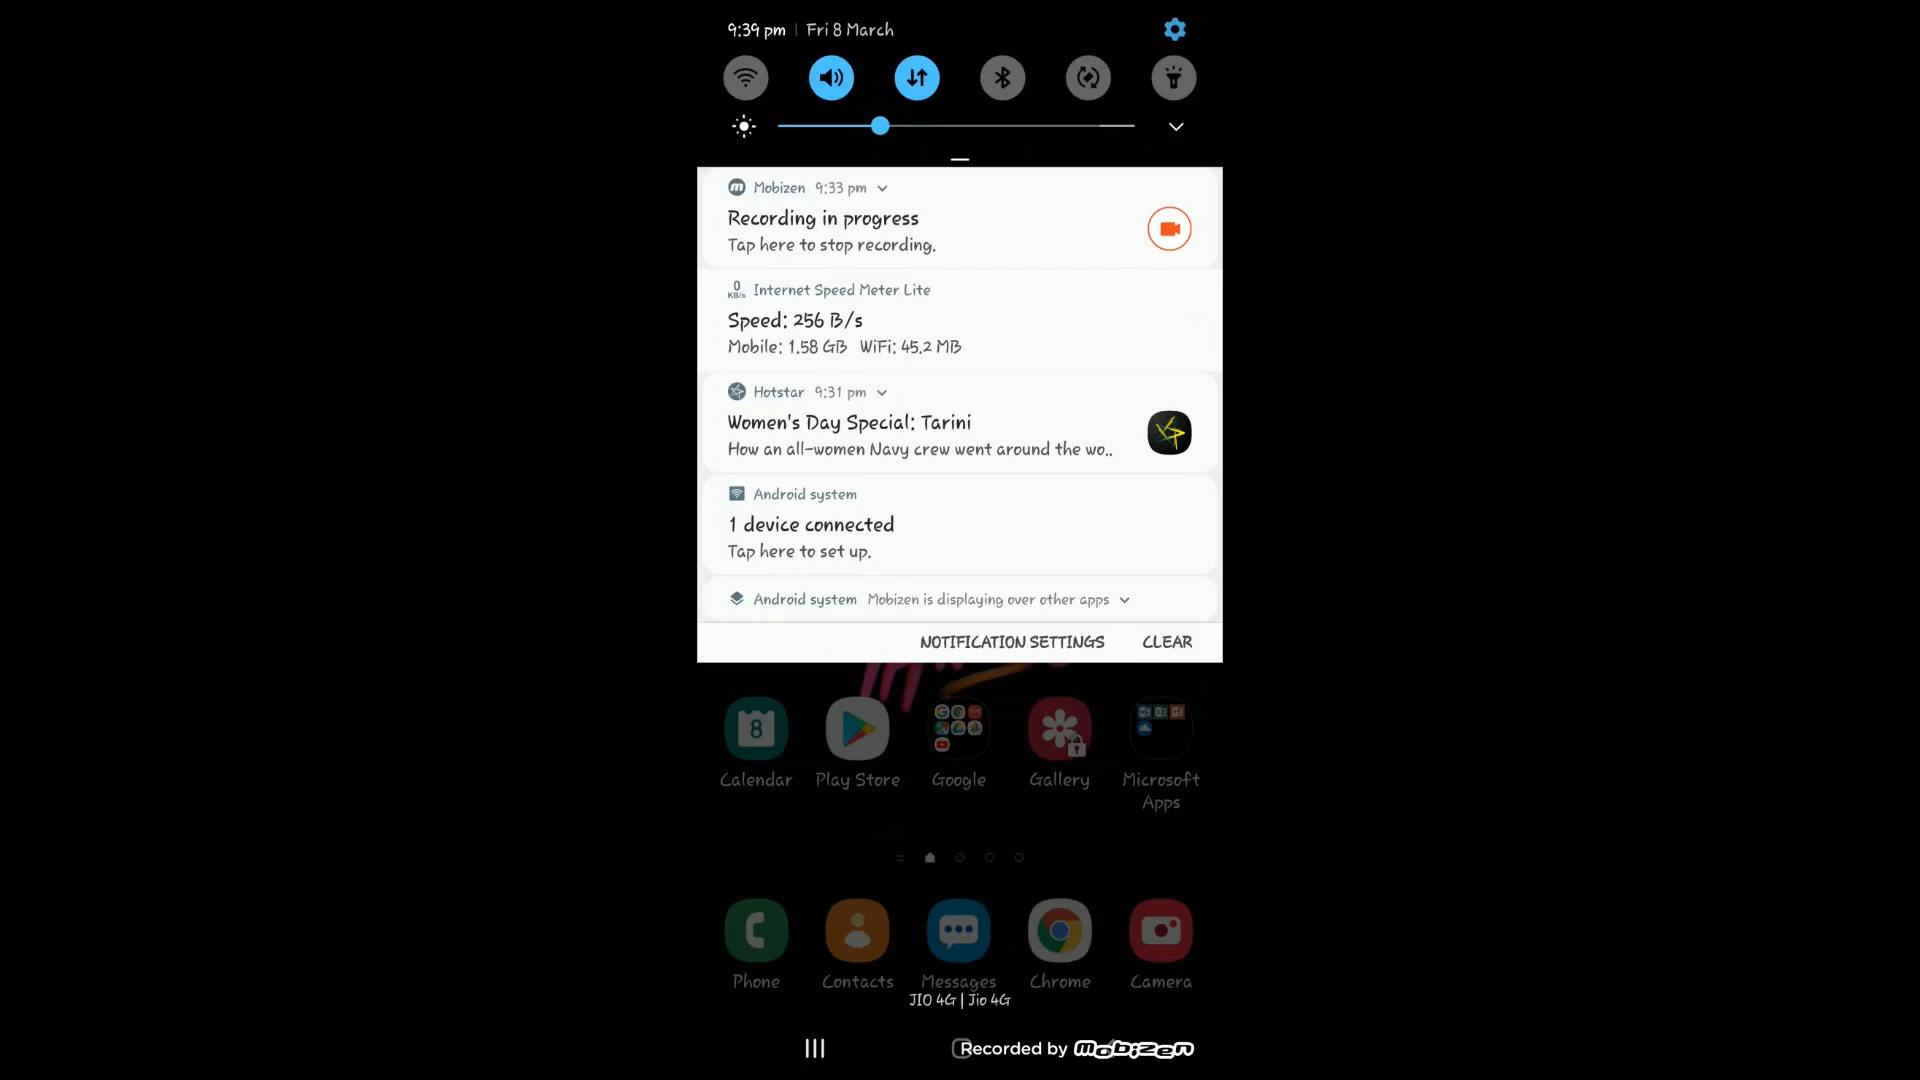 9:39 pm | Fri 8 March
Mobizen 9:33 pm
Recording in progress
Tap here to stop recording.
0
KB/s
Internet Speed Meter Lite
Speed: 256 B/s
Mobile: 1.58 GB WiFi: 45.2 MB
Hotstar 9:31 pm
Women's Day Special: Tarini
How an all-women Navy crew went around the wo..
Android system
1 device connected
Tap here to set up.
Android system Mobizen is displaying over other apps
NOTIFICATION SETTINGS CLEAR
8
Calendar Play Store Google Gallery Microsoft
Apps
Phone Contacts Messages Chrome Camera
JIO 4G | Jio 4G
Recorded by mobizen